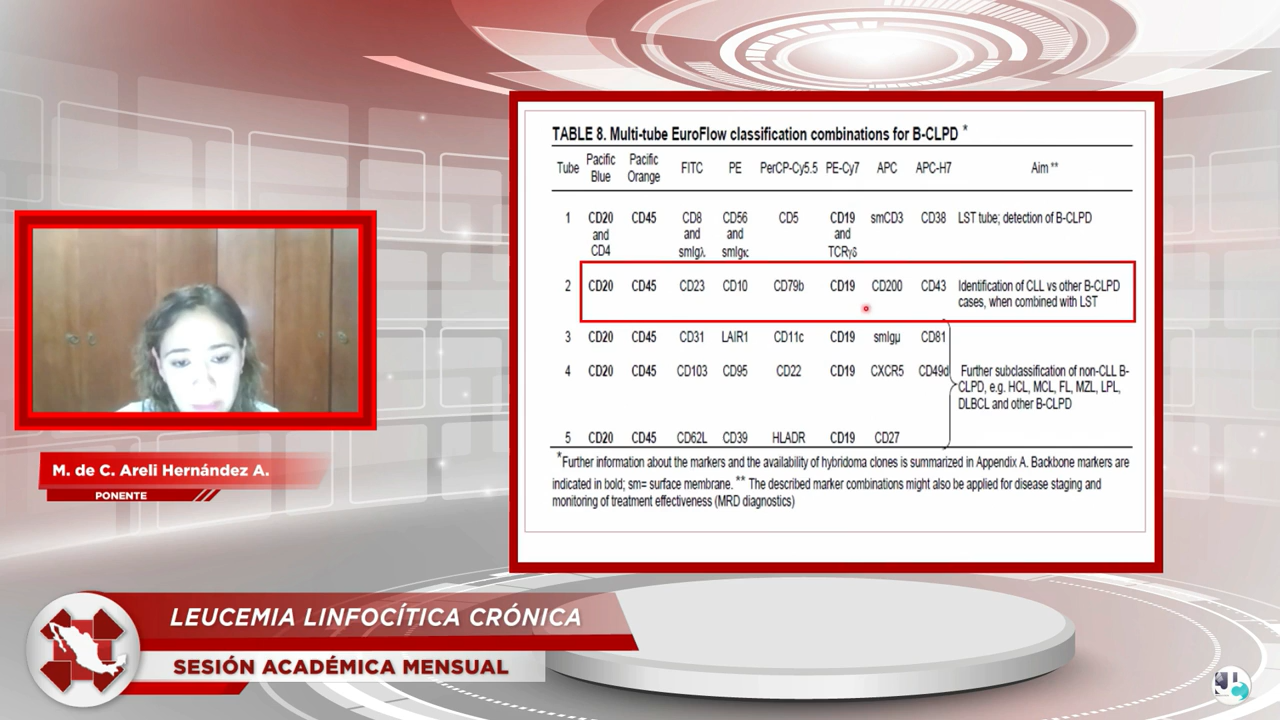 TABLE 8. Multi-tube EuroFlow classification combinations for B-CLPD *
Tube Pacific Blue Pacific Orange FITC PE PerCP-Cy5.5 PE-Cy7 APC APC-H7 Aim **
1 CD20 and CD4 CD45 CD8 and smIgλ CD56 and smIgκ CD5 CD19 and TCRγδ smCD3 CD38 LST tube; detection of B-CLPD
2 CD20 CD45 CD23 CD10 CD79b CD19 CD200 CD43 Identification of CLL vs other B-CLPD cases, when combined with LST
3 CD20 CD45 CD31 LAIR1 CD11c CD19 smIgμ CD81
4 CD20 CD45 CD103 CD95 CD22 CD19 CXCR5 CD49d Further subclassification of non-CLL B-CLPD, e.g. HCL, MCL, FL, MZL, LPL, DLBCL and other B-CLPD
5 CD20 CD45 CD62L CD39 HLADR CD19 CD27
*Further information about the markers and the availability of hybridoma clones is summarized in Appendix A. Backbone markers are
indicated in bold; sm= surface membrane. ** The described marker combinations might also be applied for disease staging and
monitoring of treatment effectiveness (MRD diagnostics)
M. de C. Areli Hernández A.
PONENTE
LEUCEMIA LINFOCÍTICA CRÓNICA
SESIÓN ACADÉMICA MENSUAL